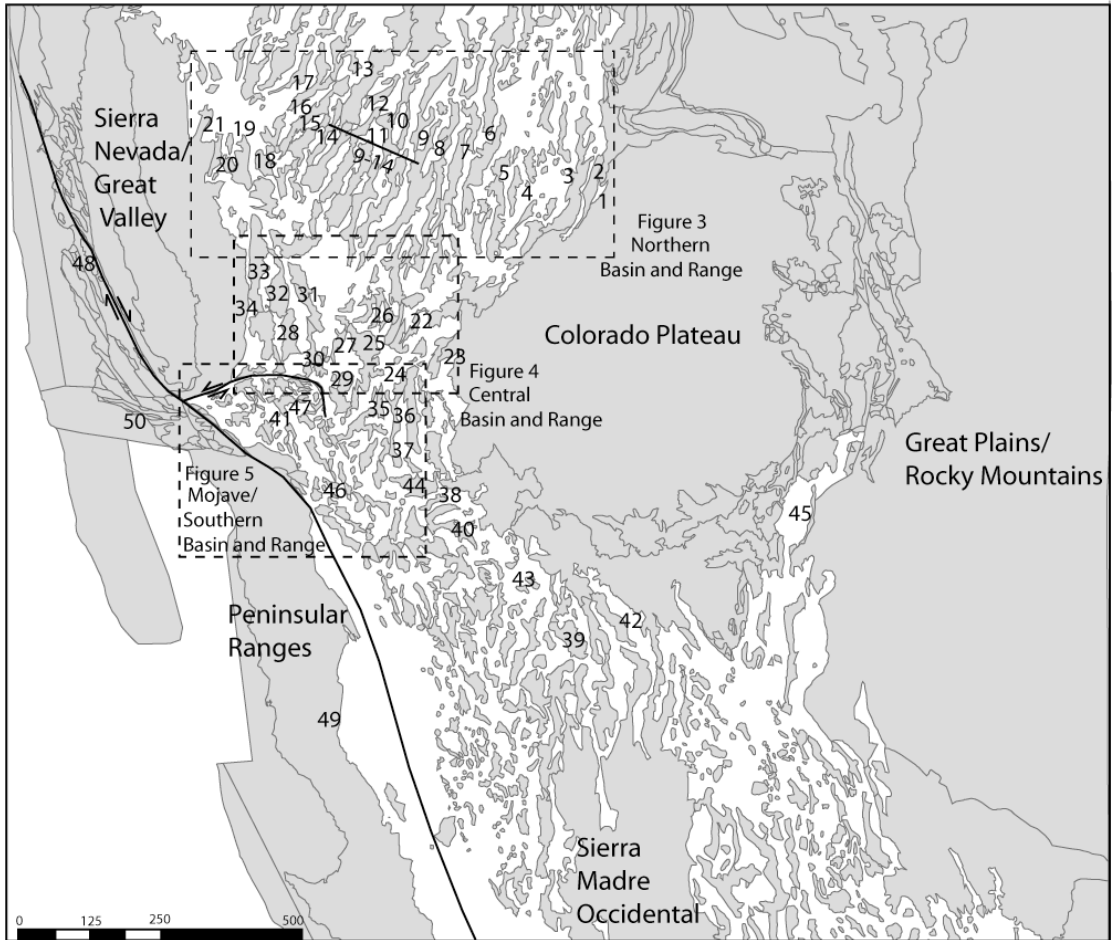 13
17
12
16
10
21
19
15
6
14
11
9
8
7
9-14
20
18
5
3
2
4
1
Sierra
Nevada/
Great
Valley
Figure 3
Northern
Basin and Range
48
33
32
31
34
26
22
28
27
25
23
30
29
24
Colorado Plateau
Figure 4
Central
Basin and Range
50
41
47
35
36
37
Great Plains/
Rocky Mountains
Figure 5
Mojave/
Southern
Basin and Range
46
44
38
40
45
43
42
39
Peninsular
Ranges
49
Sierra
Madre
Occidental
0 125 250 500